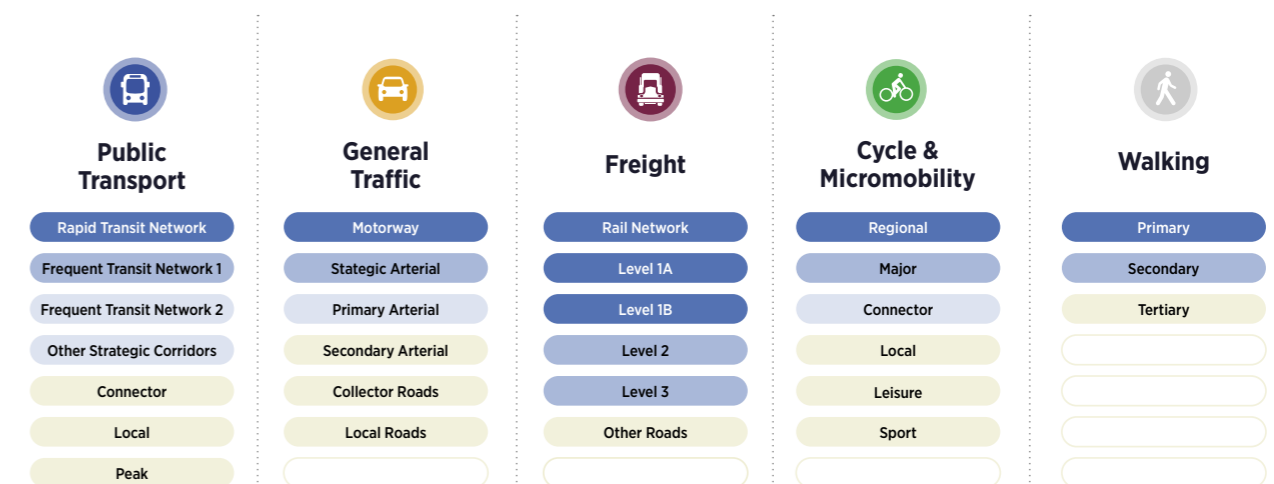 Public
Transport
Rapid Transit Network
Frequent Transit Network 1
Frequent Transit Network 2
Other Strategic Corridors
Connector
Local
Peak
General
Traffic
Motorway
Stategic Arterial
Primary Arterial
Secondary Arterial
Collector Roads
Local Roads
Freight
Rail Network
Level 1A
Level 1B
Level 2
Level 3
Other Roads
Cycle &
Micromobility
Regional
Major
Connector
Local
Leisure
Sport
Walking
Primary
Secondary
Tertiary